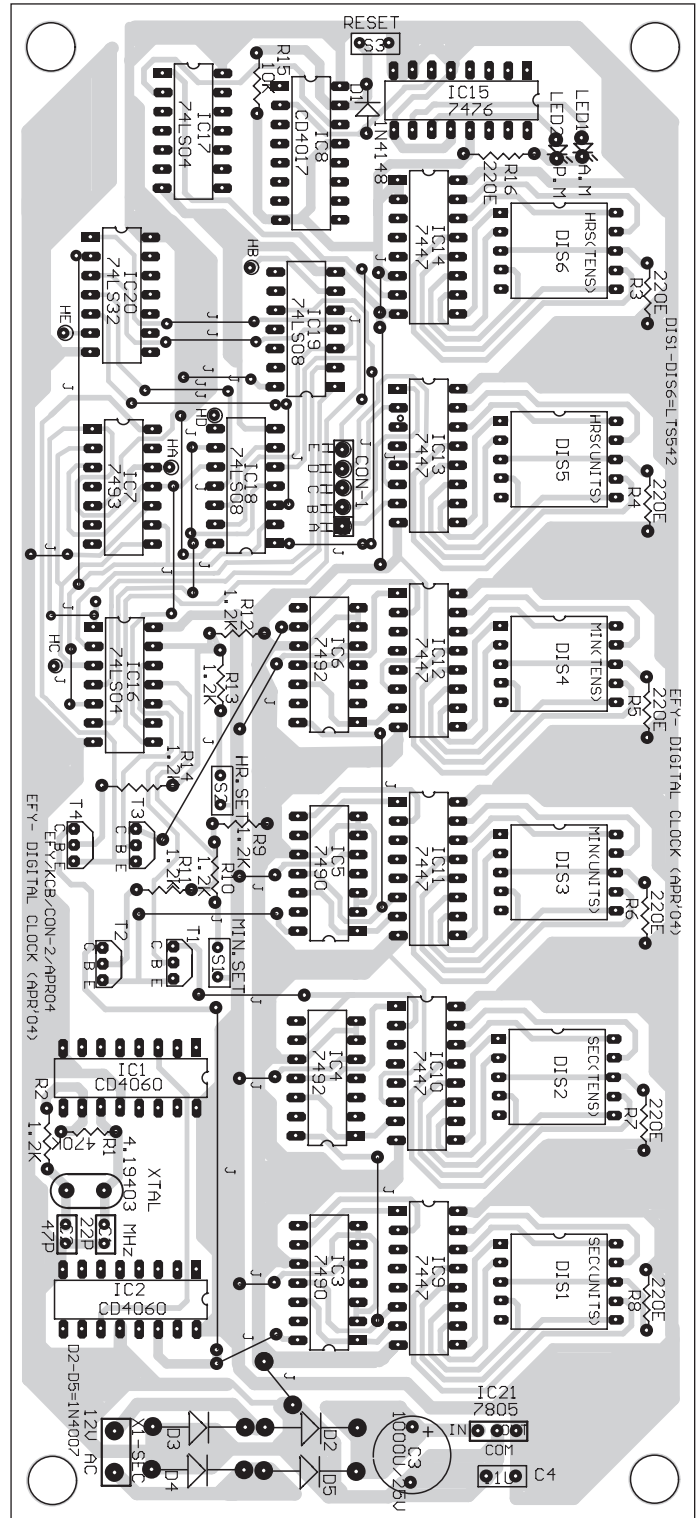 RESET
S3
R15
10K
IC17
74LS04
IC8
CD4017
D1
1N4148
IC15
7476
LED1
A.M
LED2
P.M
R16
220E
IC14
7447
DIS6
HRS(TENS)
220E
R3
IC20
74LS32
HE
HB
IC19
74LS08
J
J
J
J
DIS1-DIS6=LTS542
IC7
7493
HA
HD
IC18
74LS08
CON-1
H H H H H
E D C B A
IC13
7447
DIS5
HRS(UNITS)
220E
R4
J
J
HC
J
IC16
74LS04
R12
1.2K
R13
1.2K
IC6
7492
IC12
7447
DIS4
MIN(TENS)
220E
R5
R14
1.2K
HR.SET
S2
T4
C B E
T3
C B E
R9
1.2K
R10
1.2
R11
1.2K
IC5
7490
IC11
7447
DIS3
MIN(UNITS)
220E
R6
EFY- DIGITAL CLOCK (APR'04)
EFY/KCB/CON-2/APR04
EFY- DIGITAL CLOCK (APR'04)
T2
C B E
T1
C B E
MIN.SET
S1
J
IC1
CD4060
R2
1.2K
R1
470K
IC4
7492
IC10
7447
DIS2
SEC(TENS)
220E
R7
XTAL
4.19403 MHz
47P
22P
J
IC2
CD4060
IC3
7490
IC9
7447
DIS1
SEC(UNITS)
220E
R8
J
D2-D5=1N4007
12V AC
X1-SEC
D3
D4
D2
D5
C3
1000U/25V
+
IC21
7805
IN
COM
C4